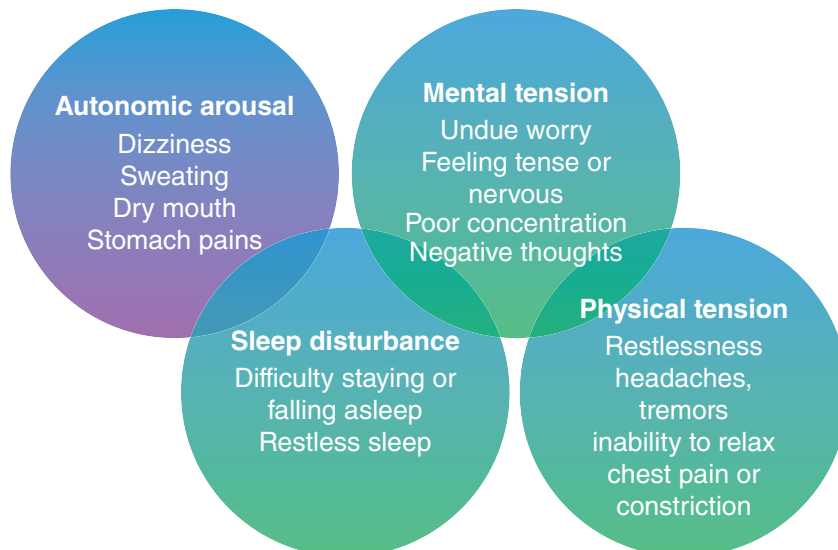 Autonomic arousal
Dizziness
Sweating
Dry mouth
Stomach pains
Mental tension
Undue worry
Feeling tense or
nervous
Poor concentration
Negative thoughts
Sleep disturbance
Difficulty staying or
falling asleep
Restless sleep
Physical tension
Restlessness
headaches,
tremors
inability to relax
chest pain or
constriction